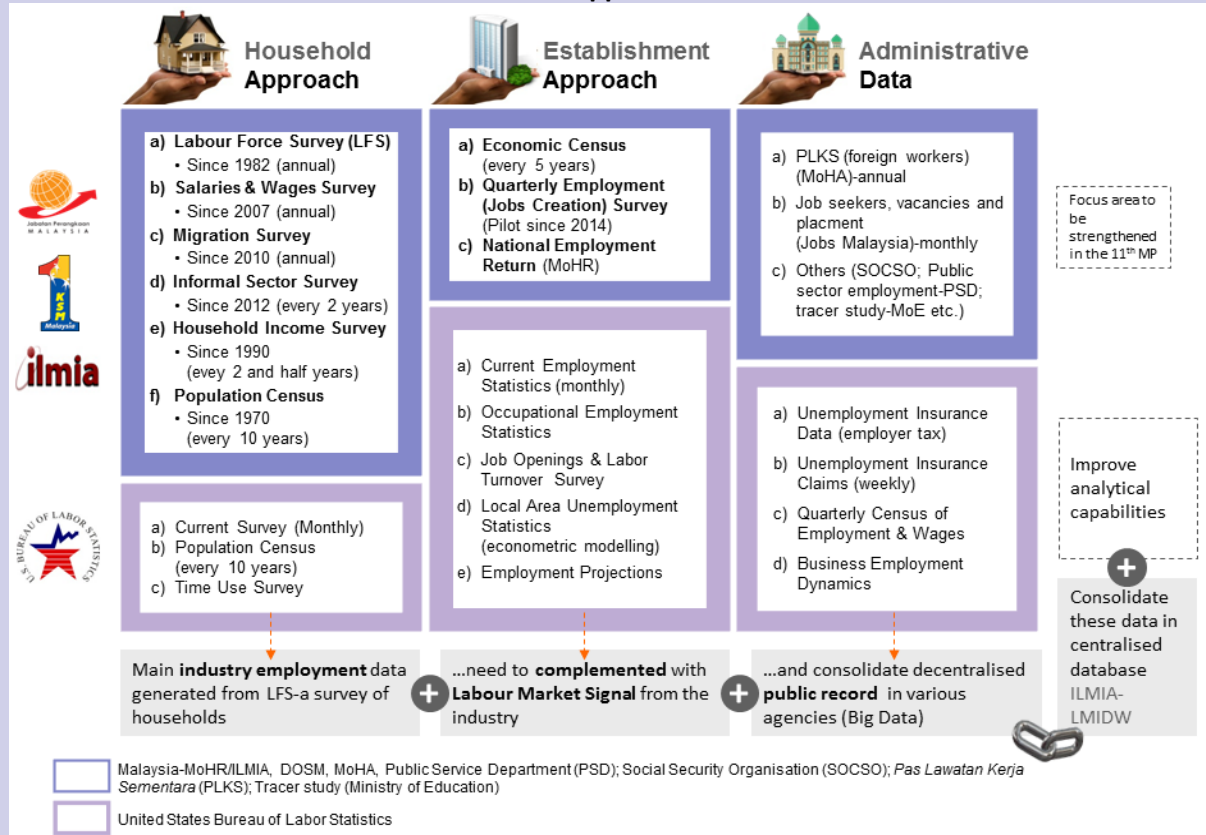 Household
Approach
Establishment
Approach
Administrative
Data
a) Labour Force Survey (LFS)
• Since 1982 (annual)
b) Salaries & Wages Survey
• Since 2007 (annual)
c) Migration Survey
• Since 2010 (annual)
d) Informal Sector Survey
• Since 2012 (every 2 years)
e) Household Income Survey
• Since 1990
(evey 2 and half years)
f) Population Census
• Since 1970
(every 10 years)
a) Economic Census
(every 5 years)
b) Quarterly Employment
(Jobs Creation) Survey
(Pilot since 2014)
c) National Employment
Return (MoHR)
a) PLKS (foreign workers)
(MoHA)-annual
b) Job seekers, vacancies and
placment
(Jobs Malaysia)-monthly
c) Others (SOCSO; Public
sector employment-PSD;
tracer study-MoE etc.)
Focus area to
be
strengthened
in the 11th MP
Jabatan Perangkaan
MALAYSIA
1
KSM
Malaysia
ilmia
a) Current Employment
Statistics (monthly)
b) Occupational Employment
Statistics
c) Job Openings & Labor
Turnover Survey
d) Local Area Unemployment
Statistics
(econometric modelling)
e) Employment Projections
a) Unemployment Insurance
Data (employer tax)
b) Unemployment Insurance
Claims (weekly)
c) Quarterly Census of
Employment & Wages
d) Business Employment
Dynamics
Improve
analytical
capabilities
U.S. BUREAU OF LABOR STATISTICS
a) Current Survey (Monthly)
b) Population Census
(every 10 years)
c) Time Use Survey
+
Consolidate
these data in
centralised
database
ILMIA-
LMIDW
Main industry employment data
generated from LFS-a survey of
households
+
...need to complemented with
Labour Market Signal from the
industry
+
...and consolidate decentralised
public record in various
agencies (Big Data)
Malaysia-MoHR/ILMIA, DOSM, MoHA, Public Service Department (PSD); Social Security Organisation (SOCSO); Pas Lawatan Kerja
Sementara (PLKS); Tracer study (Ministry of Education)
United States Bureau of Labor Statistics